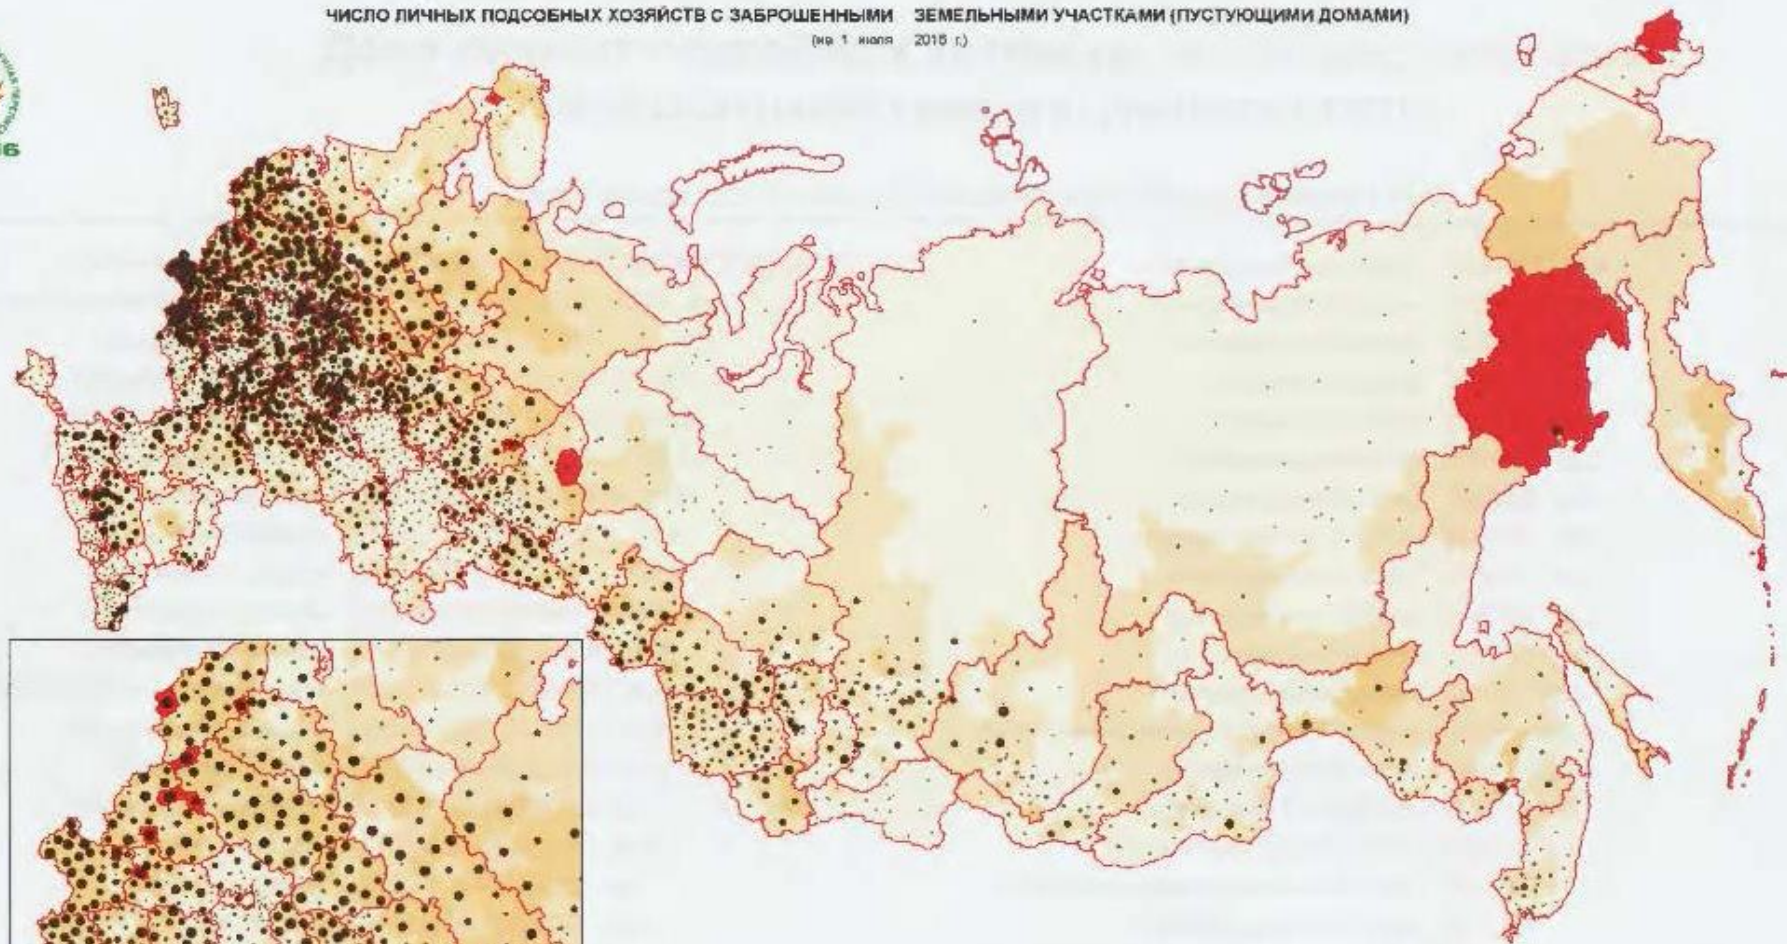 ЧИСЛО ЛИЧНЫХ ПОДСОБНЫХ ХОЗЯЙСТВ С ЗАБРОШЕННЫМИ ЗЕМЕЛЬНЫМИ УЧАСТКАМИ (ПУСТУЮЩИМИ ДОМАМИ)
(на 1 июля 2016 г.)